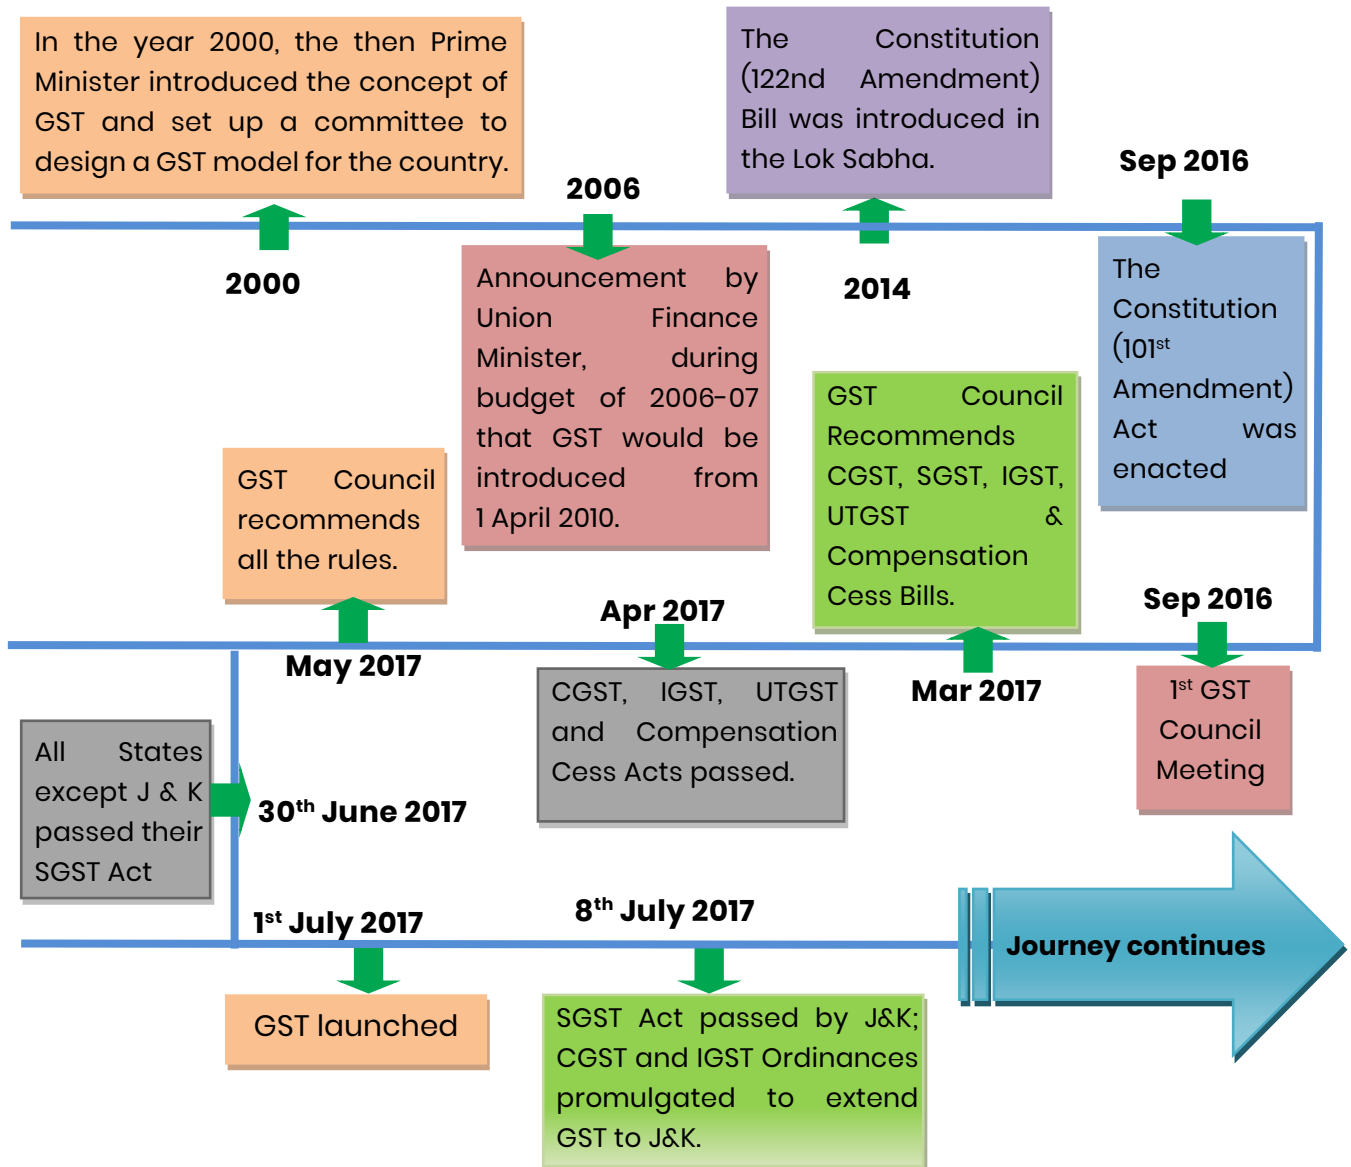 In the year 2000, the then Prime
Minister introduced the concept of
GST and set up a committee to
design a GST model for the country.
2000
2006
Announcement by
Union Finance
Minister, during
budget of 2006-07
that GST would be
introduced from
1 April 2010.
The Constitution
(122nd Amendment)
Bill was introduced in
the Lok Sabha.
2014
Sep 2016
The
Constitution
(101st
Amendment)
Act was
enacted
Sep 2016
1st GST
Council
Meeting
GST Council
Recommends
CGST, SGST, IGST,
UTGST &
Compensation
Cess Bills.
Mar 2017
Apr 2017
CGST, IGST, UTGST
and Compensation
Cess Acts passed.
GST Council
recommends
all the rules.
May 2017
All States
except J & K
passed their
SGST Act
30th June 2017
1st July 2017
GST launched
8th July 2017
SGST Act passed by J&K;
CGST and IGST Ordinances
promulgated to extend
GST to J&K.
Journey continues